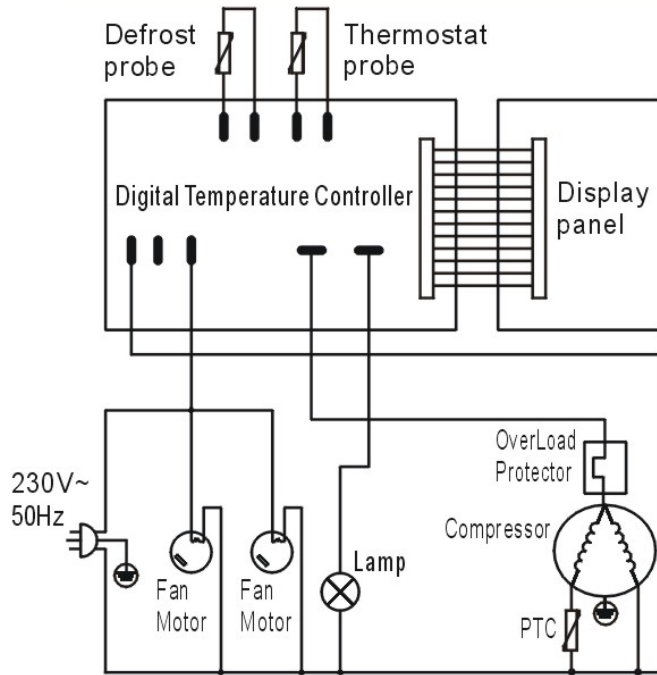 Defrost
probe
Thermostat
probe
Digital Temperature Controller
Display
panel
OverLoad
Protector
230V~
50Hz
Compressor
Lamp
Fan
Motor
Fan
Motor
PTC